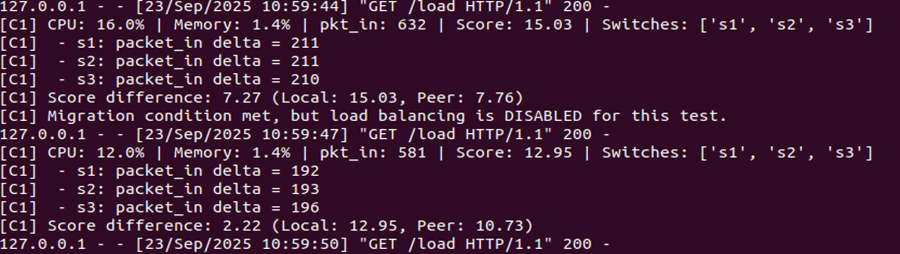 127.0.0.1 - - [23/Sep/2025 10:59:44] "GET /load HTTP/1.1" 200 -
[C1] CPU: 16.0% | Memory: 1.4% | pkt_in: 632 | Score: 15.03 | Switches: ['s1', 's2', 's3']
[C1]  - s1: packet_in delta = 211
[C1]  - s2: packet_in delta = 211
[C1]  - s3: packet_in delta = 210
[C1] Score difference: 7.27 (Local: 15.03, Peer: 7.76)
[C1] Migration condition met, but load balancing is DISABLED for this test.
127.0.0.1 - - [23/Sep/2025 10:59:47] "GET /load HTTP/1.1" 200 -
[C1] CPU: 12.0% | Memory: 1.4% | pkt_in: 581 | Score: 12.95 | Switches: ['s1', 's2', 's3']
[C1]  - s1: packet_in delta = 192
[C1]  - s2: packet_in delta = 193
[C1]  - s3: packet_in delta = 196
[C1] Score difference: 2.22 (Local: 12.95, Peer: 10.73)
127.0.0.1 - - [23/Sep/2025 10:59:50] "GET /load HTTP/1.1" 200 -